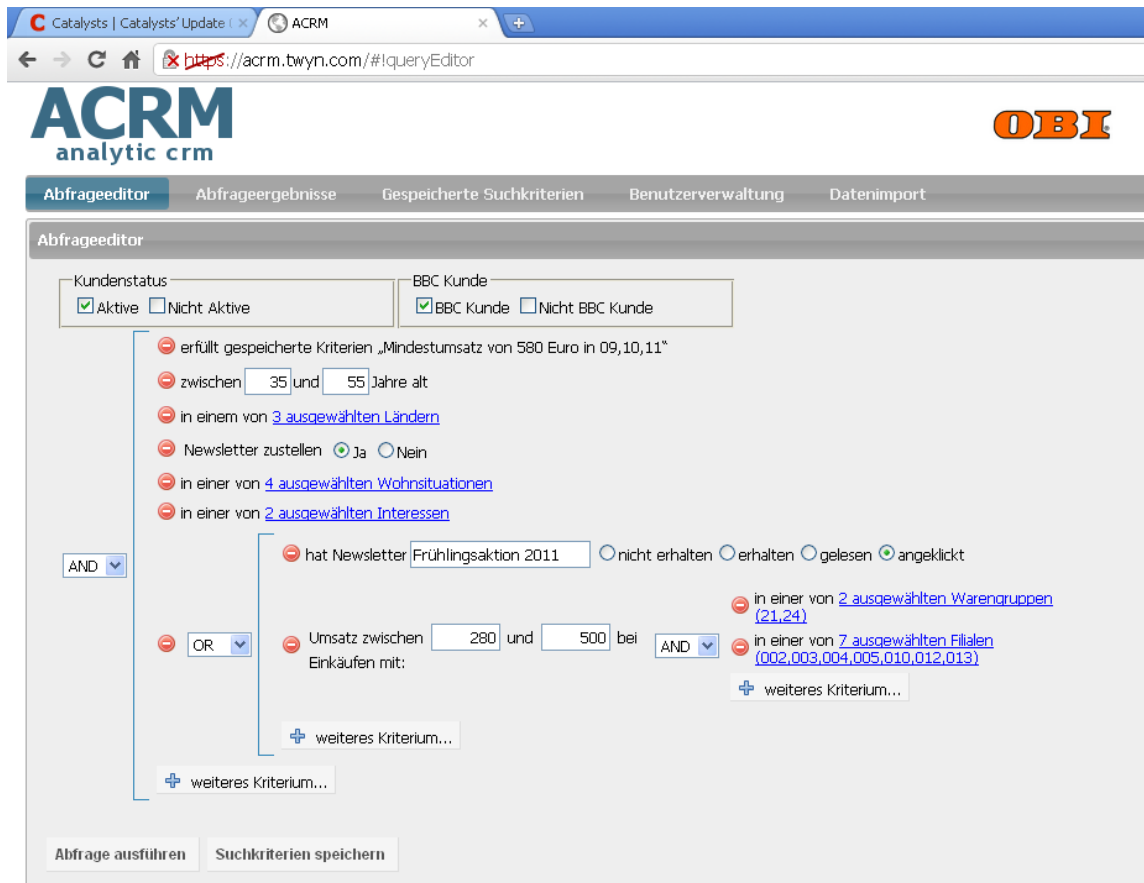 Catalysts | Catalysts' Update (
ACRM
https://acrm.twyn.com/#!queryEditor
ACRM
analytic crm
OBI
Abfrageeditor Abfrageergebnisse Gespeicherte Suchkriterien Benutzerverwaltung Datenimport
Abfrageeditor
Kundenstatus
BBC Kunde
Aktive Nicht Aktive
BBC Kunde Nicht BBC Kunde
erfüllt gespeicherte Kriterien „Mindestumsatz von 580 Euro in 09,10,11“
zwischen 35 und 55 Jahre alt
in einem von 3 ausgewählten Ländern
Newsletter zustellen Ja Nein
in einer von 4 ausgewählten Wohnsituationen
in einer von 2 ausgewählten Interessen
AND
hat Newsletter Frühlingsaktion 2011 nicht erhalten erhalten gelesen angeklickt
OR
Umsatz zwischen 280 und 500 bei
Einkäufen mit:
AND
in einer von 2 ausgewählten Warengruppen
(21,24)
in einer von 7 ausgewählten Filialen
(002,003,004,005,010,012,013)
weiteres Kriterium...
weiteres Kriterium...
weiteres Kriterium...
Abfrage ausführen Suchkriterien speichern